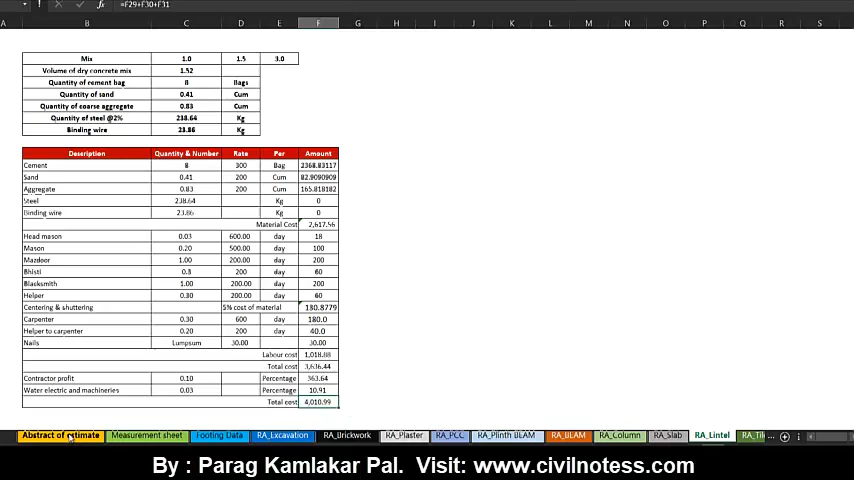 =F29+F30+F31
A B C D E F G H I J K L M N O P Q R S
Mix 1.0 1.5 3.0
Volume of dry concrete mix 1.52
Quantity of cement bag 8 Bags
Quantity of sand 0.41 Cum
Quantity of coarse aggregate 0.83 Cum
Quantity of steel @2% 238.64 Kg
Binding wire 23.86 Kg
Description Quantity & Number Rate Per Amount
Cement 8 300 Bag 2368.83117
Sand 0.41 200 Cum 82.9090909
Aggregate 0.83 200 Cum 165.818182
Steel 238.64 Kg 0
Binding wire 23.86 Kg 0
Material Cost 2,617.56
Head mason 0.03 600.00 day 18
Mason 0.20 500.00 day 100
Mazdoor 1.00 200.00 day 200
Bhisti 0.3 200 day 60
Blacksmith 1.00 200.00 day 200
Helper 0.30 200.00 day 60
Centering & shuttering 5% cost of material 130.8779
Carpenter 0.30 600 day 180.0
Helper to carpenter 0.20 200 day 40.0
Nails Lumpsum 30.00 30.00
Labour cost 1,018.88
Total cost 3,636.44
Contractor profit 0.10 Percentage 363.64
Water electric and machineries 0.03 Percentage 10.91
Total cost 4,010.99
Abstract of estimate Measurement sheet Footing Data RA_Excavation RA_Brickwork RA_Plaster RA_PCC RA_Plinth BEAM RA_BEAM RA_Column RA_Slab RA_Lintel RA_Til ...
By : Parag Kamlakar Pal. Visit: www.civilnotess.com